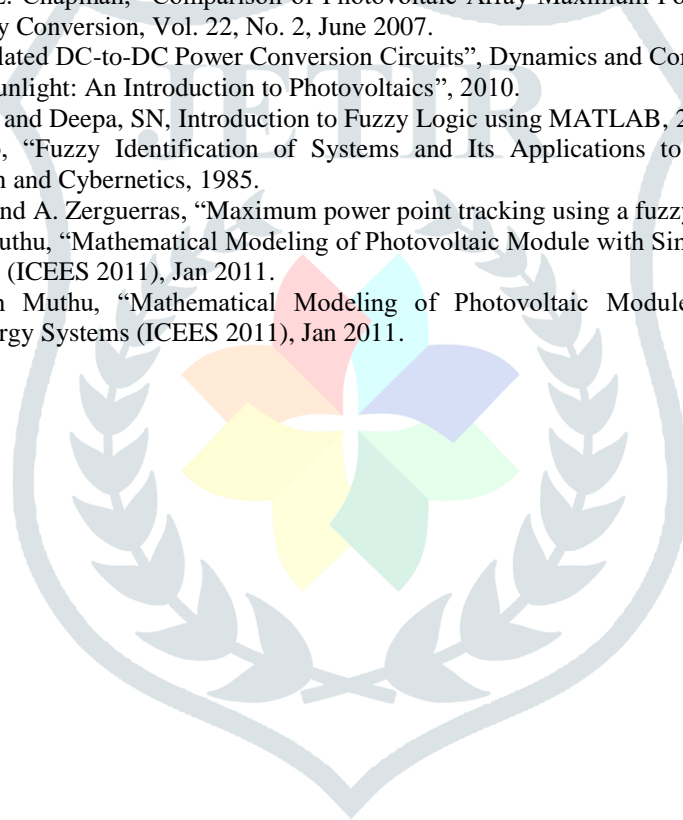 Chapman, “Comparison of Photovoltaic Array Maximum Po
y Conversion, Vol. 22, No. 2, June 2007.
lated DC-to-DC Power Conversion Circuits”, Dynamics and Con
unlight: An Introduction to Photovoltaics”, 2010.
and Deepa, SN, Introduction to Fuzzy Logic using MATLAB, 2
, “Fuzzy Identification of Systems and Its Applications to
n and Cybernetics, 1985.
nd A. Zerguerras, “Maximum power point tracking using a fuzzy
uthu, “Mathematical Modeling of Photovoltaic Module with Sim
(ICEES 2011), Jan 2011.
n Muthu, “Mathematical Modeling of Photovoltaic Module
rgy Systems (ICEES 2011), Jan 2011.
JETIR